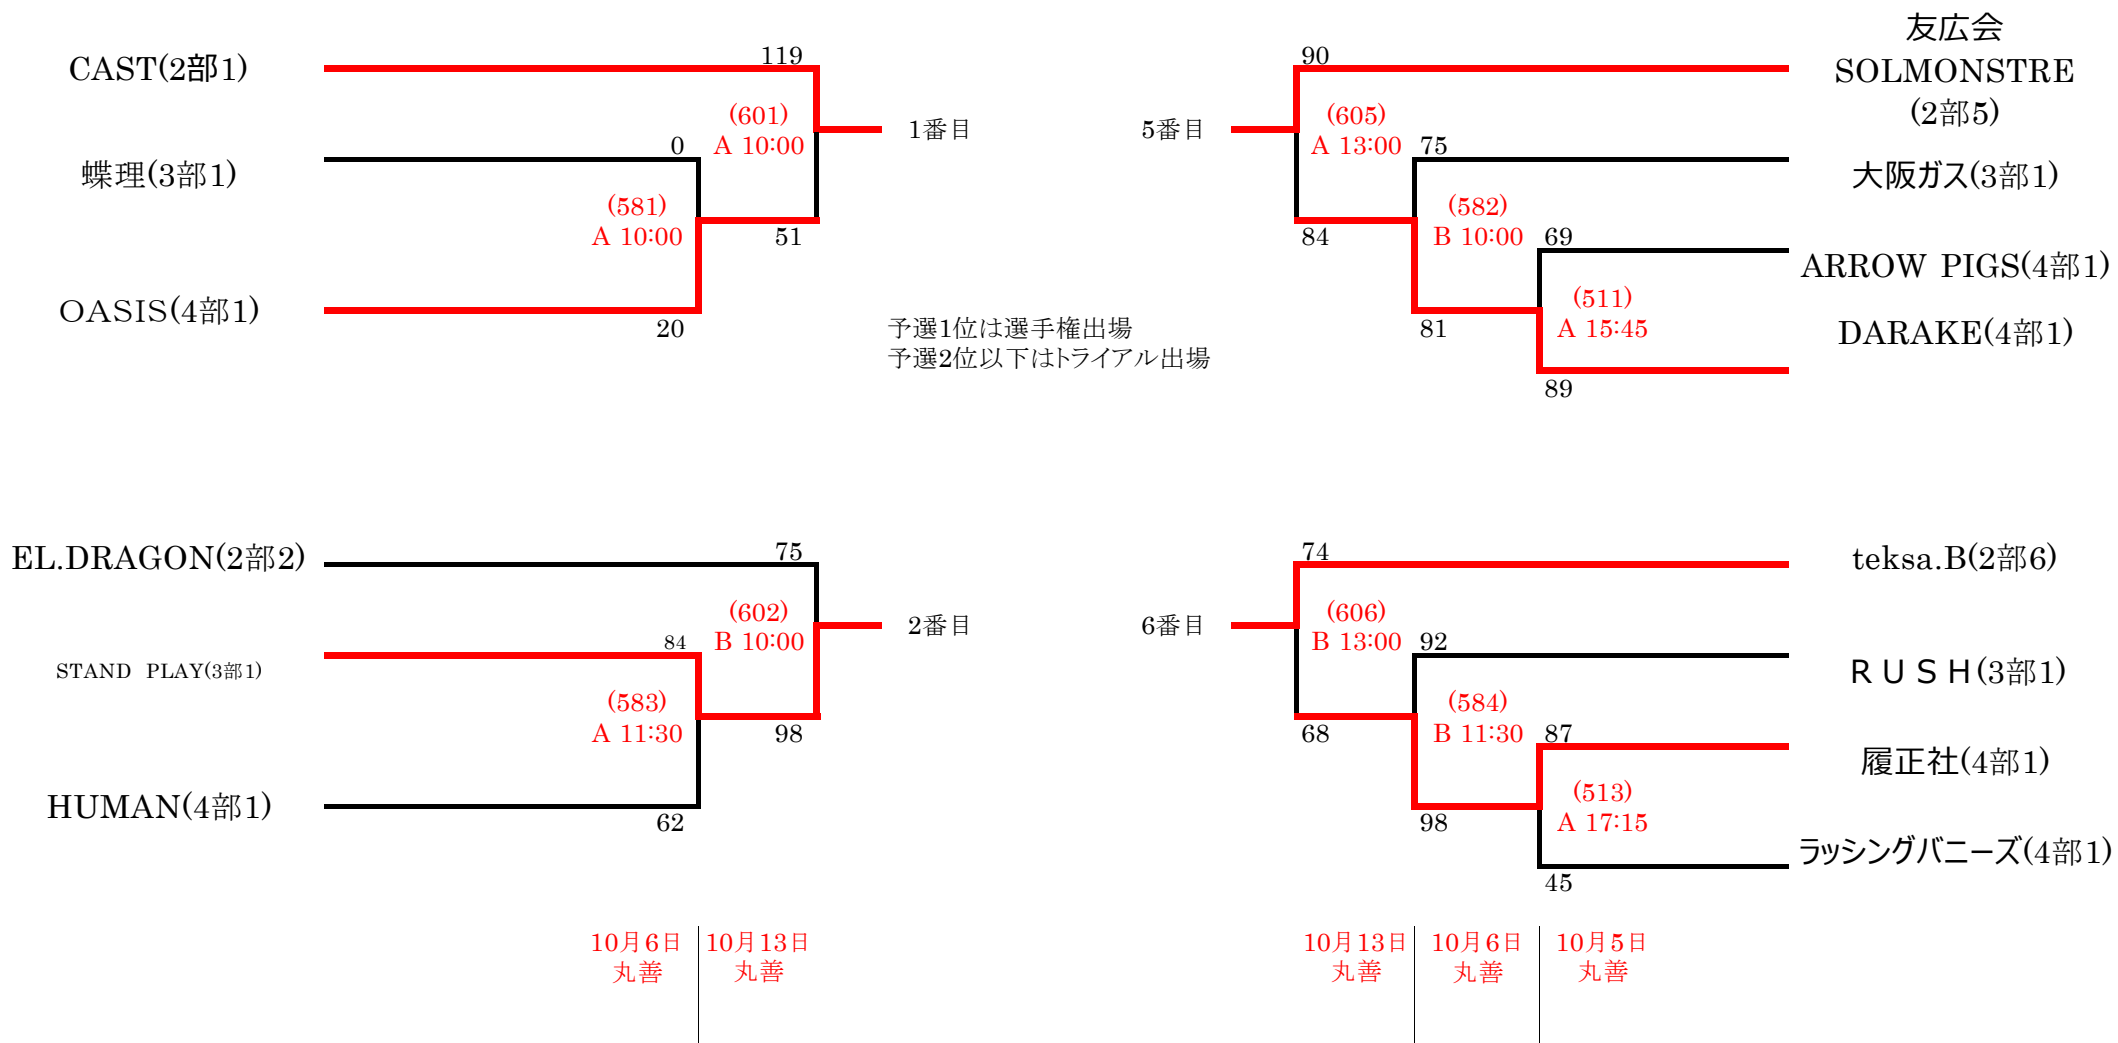 CAST(2部1)
119
(601)
A 10:00
1番目
蝶理(3部1)
0
(581)
A 10:00
51
OASIS(4部1)
20
90
友広会
SOLMONSTRE
(2部5)
5番目
(605)
A 13:00
75
大阪ガス(3部1)
84
(582)
B 10:00
69
ARROW PIGS(4部1)
81
(511)
A 15:45
DARAKE(4部1)
89
予選1位は選手権出場
予選2位以下はトライアル出場
EL.DRAGON(2部2)
75
(602)
B 10:00
2番目
STAND PLAY(3部1)
84
(583)
A 11:30
98
HUMAN(4部1)
62
74
teksa.B(2部6)
6番目
(606)
B 13:00
92
ＲＵＳＨ(3部1)
68
(584)
B 11:30
87
履正社(4部1)
98
(513)
A 17:15
ラッシングバニーズ(4部1)
45
10月6日
丸善
10月13日
丸善
10月13日
丸善
10月6日
丸善
10月5日
丸善